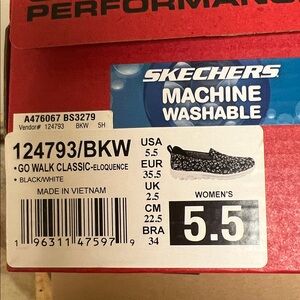 PERFORMANCE
SKECHERS
MACHINE
WASHABLE
A476067 BS3279
Vendor# 124793 BKW 5H
124793/BKW
• GO WALK CLASSIC-ELOQUENCE
• BLACK/WHITE
MADE IN VIETNAM
1 96311 47597 9
USA
5.5
EUR
35.5
UK
2.5
CM
22.5
BRA
34
WOMEN'S
5.5